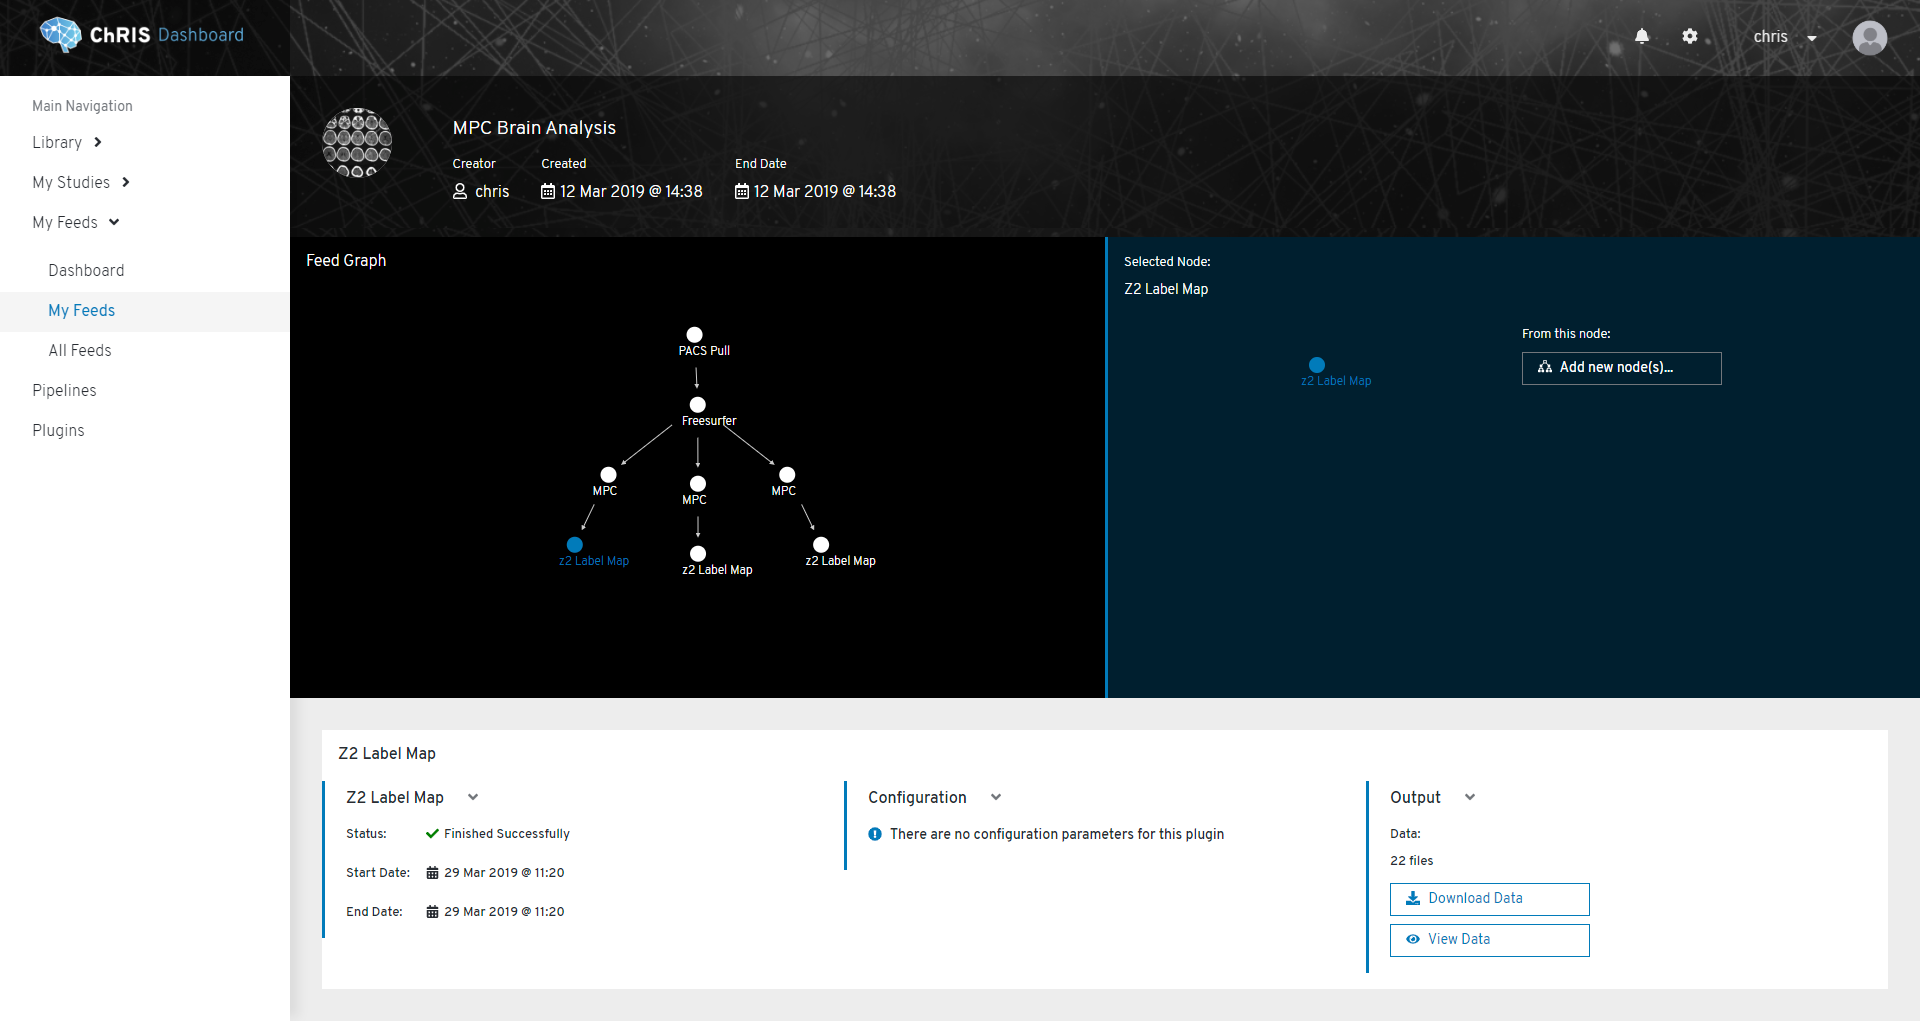 ChRIS Dashboard
chris
Main Navigation
Library
My Studies
My Feeds
Dashboard
My Feeds
All Feeds
Pipelines
Plugins
MPC Brain Analysis
Creator Created End Date
chris 12 Mar 2019 @ 14:38 12 Mar 2019 @ 14:38
Feed Graph
PACS Pull
Freesurfer
MPC MPC MPC
z2 Label Map z2 Label Map z2 Label Map
Selected Node:
Z2 Label Map
z2 Label Map
From this node:
Add new node(s)...
Z2 Label Map
Z2 Label Map
Status: Finished Successfully
Start Date: 29 Mar 2019 @ 11:20
End Date: 29 Mar 2019 @ 11:20
Configuration
There are no configuration parameters for this plugin
Output
Data:
22 files
Download Data
View Data